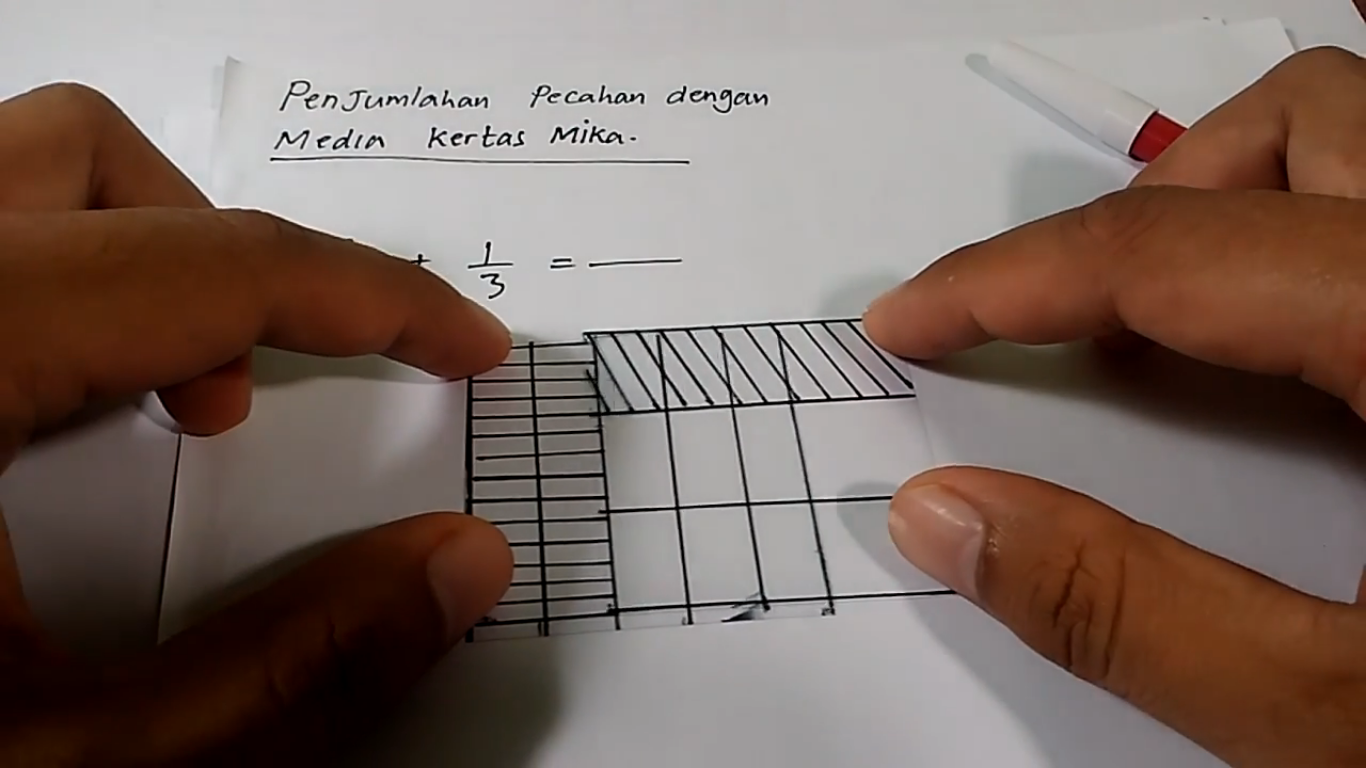 PenJumlahan Pecahan dengan
Media Kertas Mika.
+ 1/3 = ___